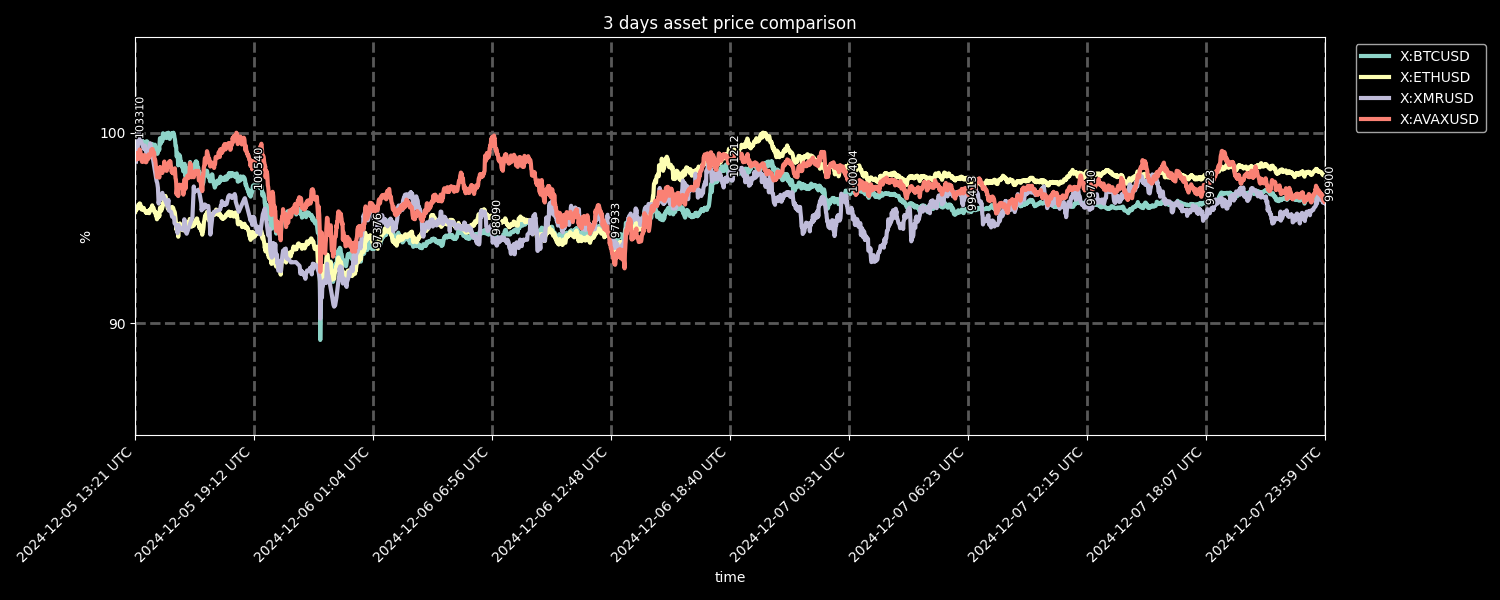 3 days asset price comparison
X:BTCUSD
X:ETHUSD
X:XMRUSD
X:AVAXUSD
100
90
%
103310
100540
97376
98090
97933
101212
100404
99413
99710
99723
99900
2024-12-05 13:21 UTC
2024-12-05 19:12 UTC
2024-12-06 01:04 UTC
2024-12-06 06:56 UTC
2024-12-06 12:48 UTC
2024-12-06 18:40 UTC
2024-12-07 00:31 UTC
2024-12-07 06:23 UTC
2024-12-07 12:15 UTC
2024-12-07 18:07 UTC
2024-12-07 23:59 UTC
time